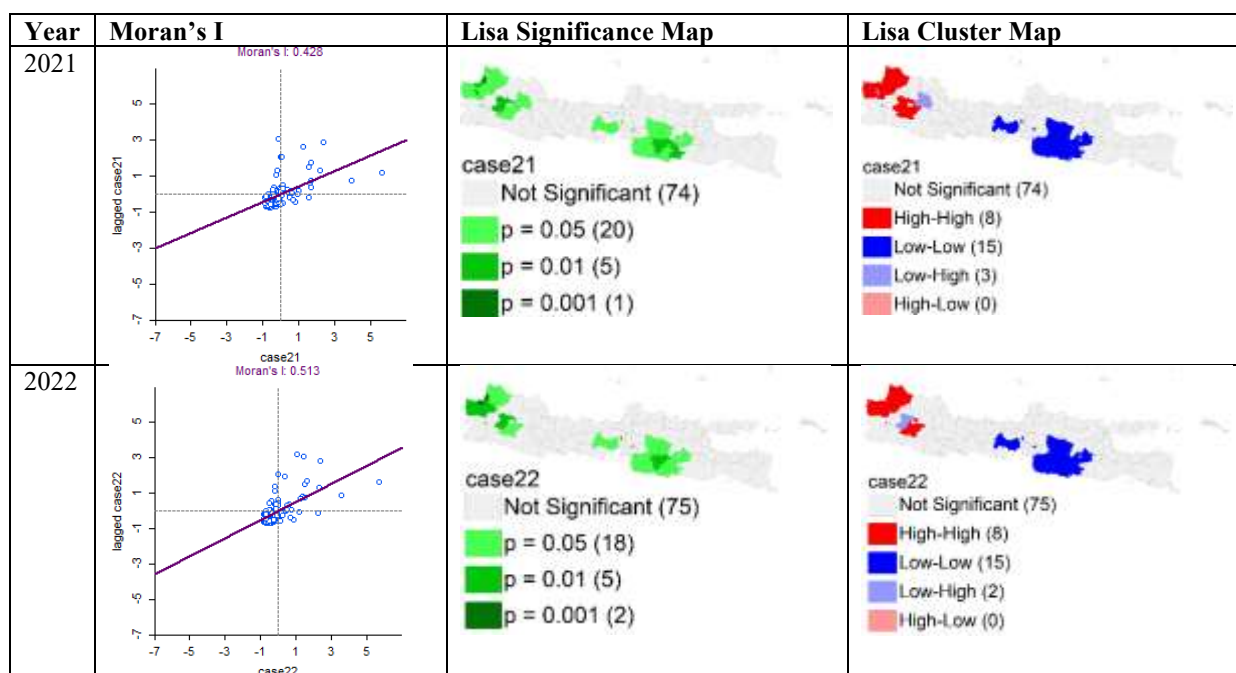 Year Moran's I Lisa Significance Map Lisa Cluster Map
2021
Moran's I: 0.428
lagged case21
5
3
1
-1
-3
-5
-7
-7 -5 -3 -1 1 3 5
case21
case21
Not Significant (74)
p = 0.05 (20)
p = 0.01 (5)
p = 0.001 (1)
case21
Not Significant (74)
High-High (8)
Low-Low (15)
Low-High (3)
High-Low (0)
2022
Moran's I: 0.513
lagged case22
5
3
1
-1
-3
-5
-7
-7 -5 -3 -1 1 3 5
case22
case22
Not Significant (75)
p = 0.05 (18)
p = 0.01 (5)
p = 0.001 (2)
case22
Not Significant (75)
High-High (8)
Low-Low (15)
Low-High (2)
High-Low (0)